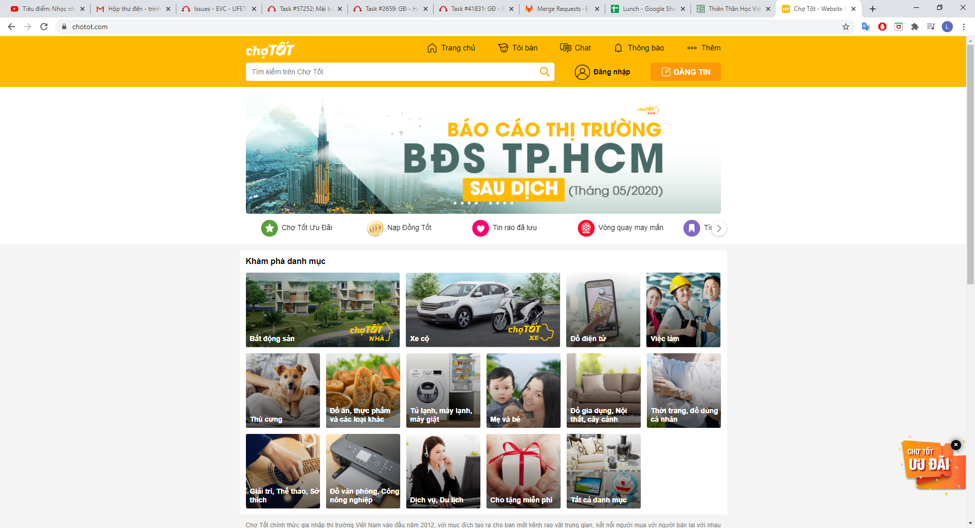 Tiêu điểm: Nhọc nh
Hộp thư đến - trinh
Issues - EVC - LIFET
Task #57252: Mãi b
Task #2659: GĐ - H
Task #41831: GĐ - I
Merge Requests - E
Lunch - Google She
Thiên Thần Học Việ
Chợ Tốt - Website
chotot.com
L
chợTỐT
Trang chủ
Tôi bán
Chat
Thông báo
Thêm
Tìm kiếm trên Chợ Tốt
Đăng nhập
ĐĂNG TIN
chợTỐT
BÁO CÁO THỊ TRƯỜNG
BĐS TP.HCM
SAU DỊCH (Tháng 05/2020)
Chợ Tốt Ưu Đãi
Nạp Đồng Tốt
Tin rao đã lưu
Vòng quay may mắn
Khám phá danh mục
chợTỐT
NHÀ
Bất động sản
chợTỐT
XE
Xe cộ
Đồ điện tử
Việc làm
Thú cưng
Đồ ăn, thực phẩm
và các loại khác
Tủ lạnh, máy lạnh,
máy giặt
Mẹ và bé
Đồ gia dụng, Nội
thất, cây cảnh
Thời trang, đồ dùng
cá nhân
Giải trí, Thể thao, Sở
thích
Đồ văn phòng, Công
nông nghiệp
Dịch vụ, Du lịch
Cho tặng miễn phí
Tất cả danh mục
CHỢ TỐT
ƯU ĐÃI
Chợ Tốt chính thức gia nhập thị trường Việt Nam vào đầu năm 2012, với mục đích tạo ra cho bạn một kênh rao vặt trung gian, kết nối người mua với người bán lại với nhau